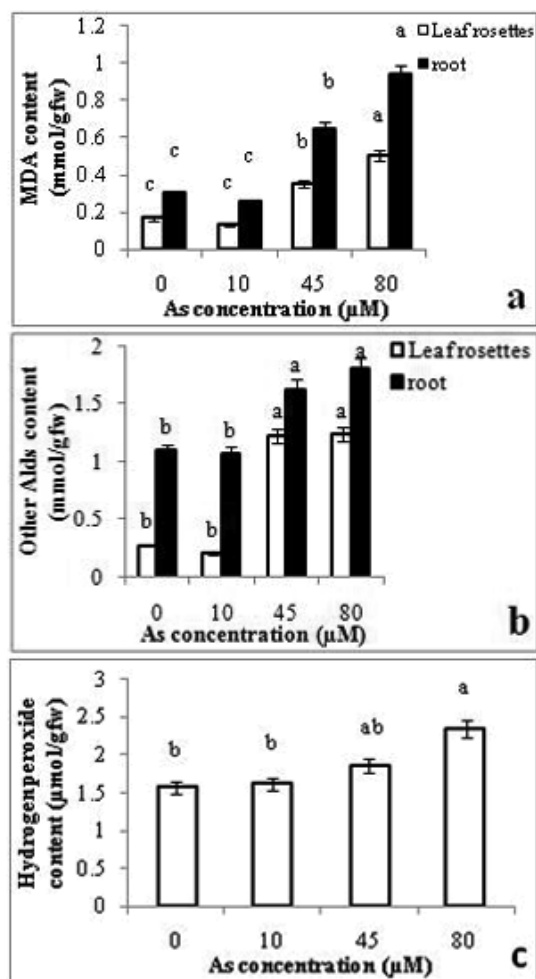 MDA content
(mmol/gfw)
1.2
1
0.8
0.6
0.4
0.2
0
a Leaf rosettes
root
c c c c b b a
0 10 45 80
As concentration (µM)
a
Other Alds content
(mmol/gfw)
2
1.5
1
0.5
0
Leaf rosettes
root
b b b b a a a a
0 10 45 80
As concentration (µM)
b
Hydrogenperoxide
content (µmol/gfw)
3
2.5
2
1.5
1
0.5
0
b b ab a
0 10 45 80
As concentration (µM)
c